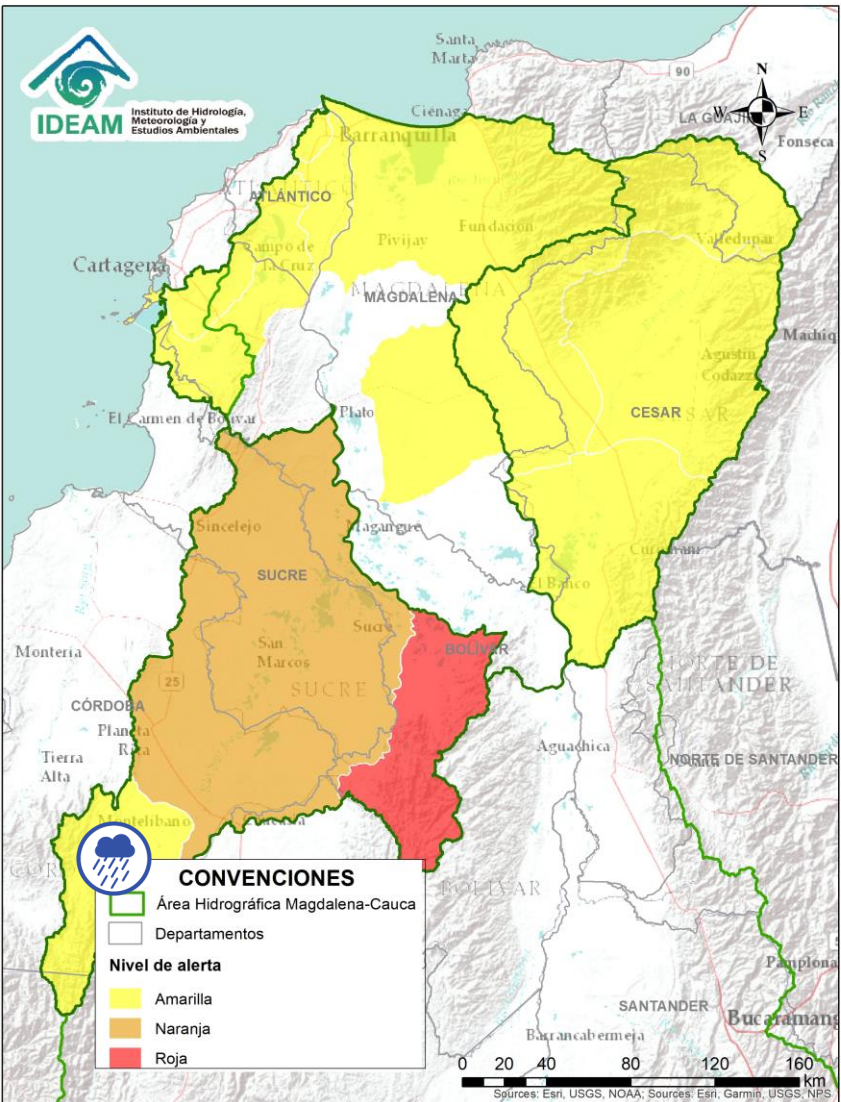 IDEAM
Instituto de Hidrología,
Meteorología y
Estudios Ambientales
Santa
Marta
90
N
W
E
S
Ciénaga
LA GUAJIRA
Barranquilla
Fonseca
ATLÁNTICO
Valledupar
Fundación
Pivijay
Campo de
la Cruz
Cartagena
MAGDALENA
MAGDALENA
Machiq
Agustín
Codazzi
CESAR
El Carmen de Bolívar
Plato
Sincelejo
Magangué
SUCRE
El Banco
Sucre
San
Marcos
SUCRE
BOLÍVAR
Montería
25
NORTE DE
SANTANDER
CÓRDOBA
Planeta
Rica
Aguachica
Tierra
Alta
NORTE DE SANTANDER
Montelíbano
CONVENCIONES
Área Hidrográfica Magdalena-Cauca
Departamentos
Nivel de alerta
Amarilla
Naranja
Roja
BOLÍVAR
Pamplona
SANTANDER
Bucaramang
Barrancabermeja
0 20 40 80 120 160
km
Sources: Esri, USGS, NOAA; Sources: Esri, Garmin, USGS, NPS